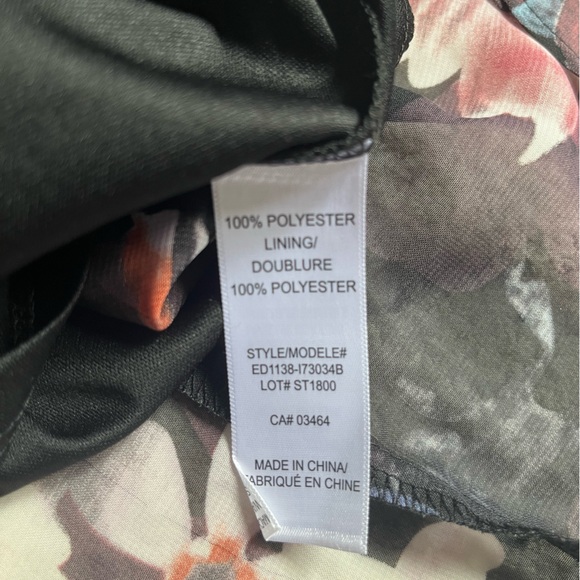 100% POLYESTER
LINING/
DOUBLURE
100% POLYESTER
STYLE/MODELE#
ED1138-I73034B
LOT# ST1800
CA# 03464
MADE IN CHINA/
FABRIQUÉ EN CHINE